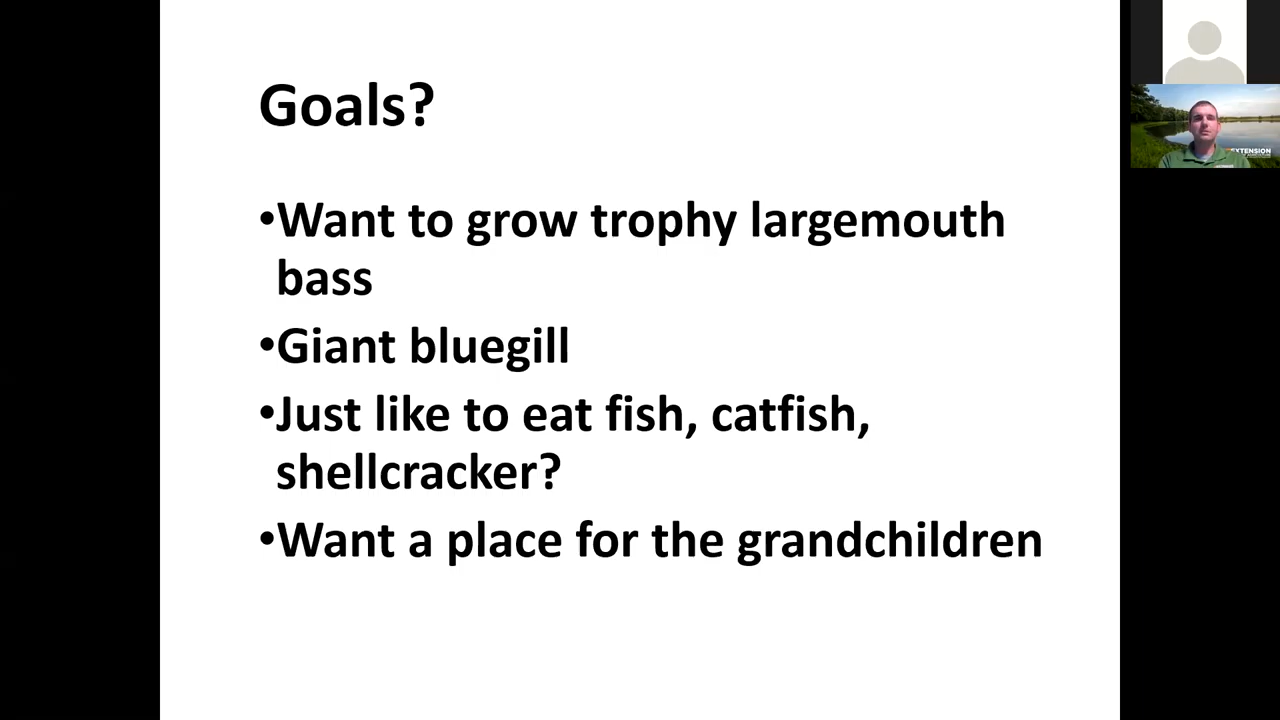 Goals?
•Want to grow trophy largemouth
bass
•Giant bluegill
•Just like to eat fish, catfish,
shellcracker?
•Want a place for the grandchildren
EXTENSION